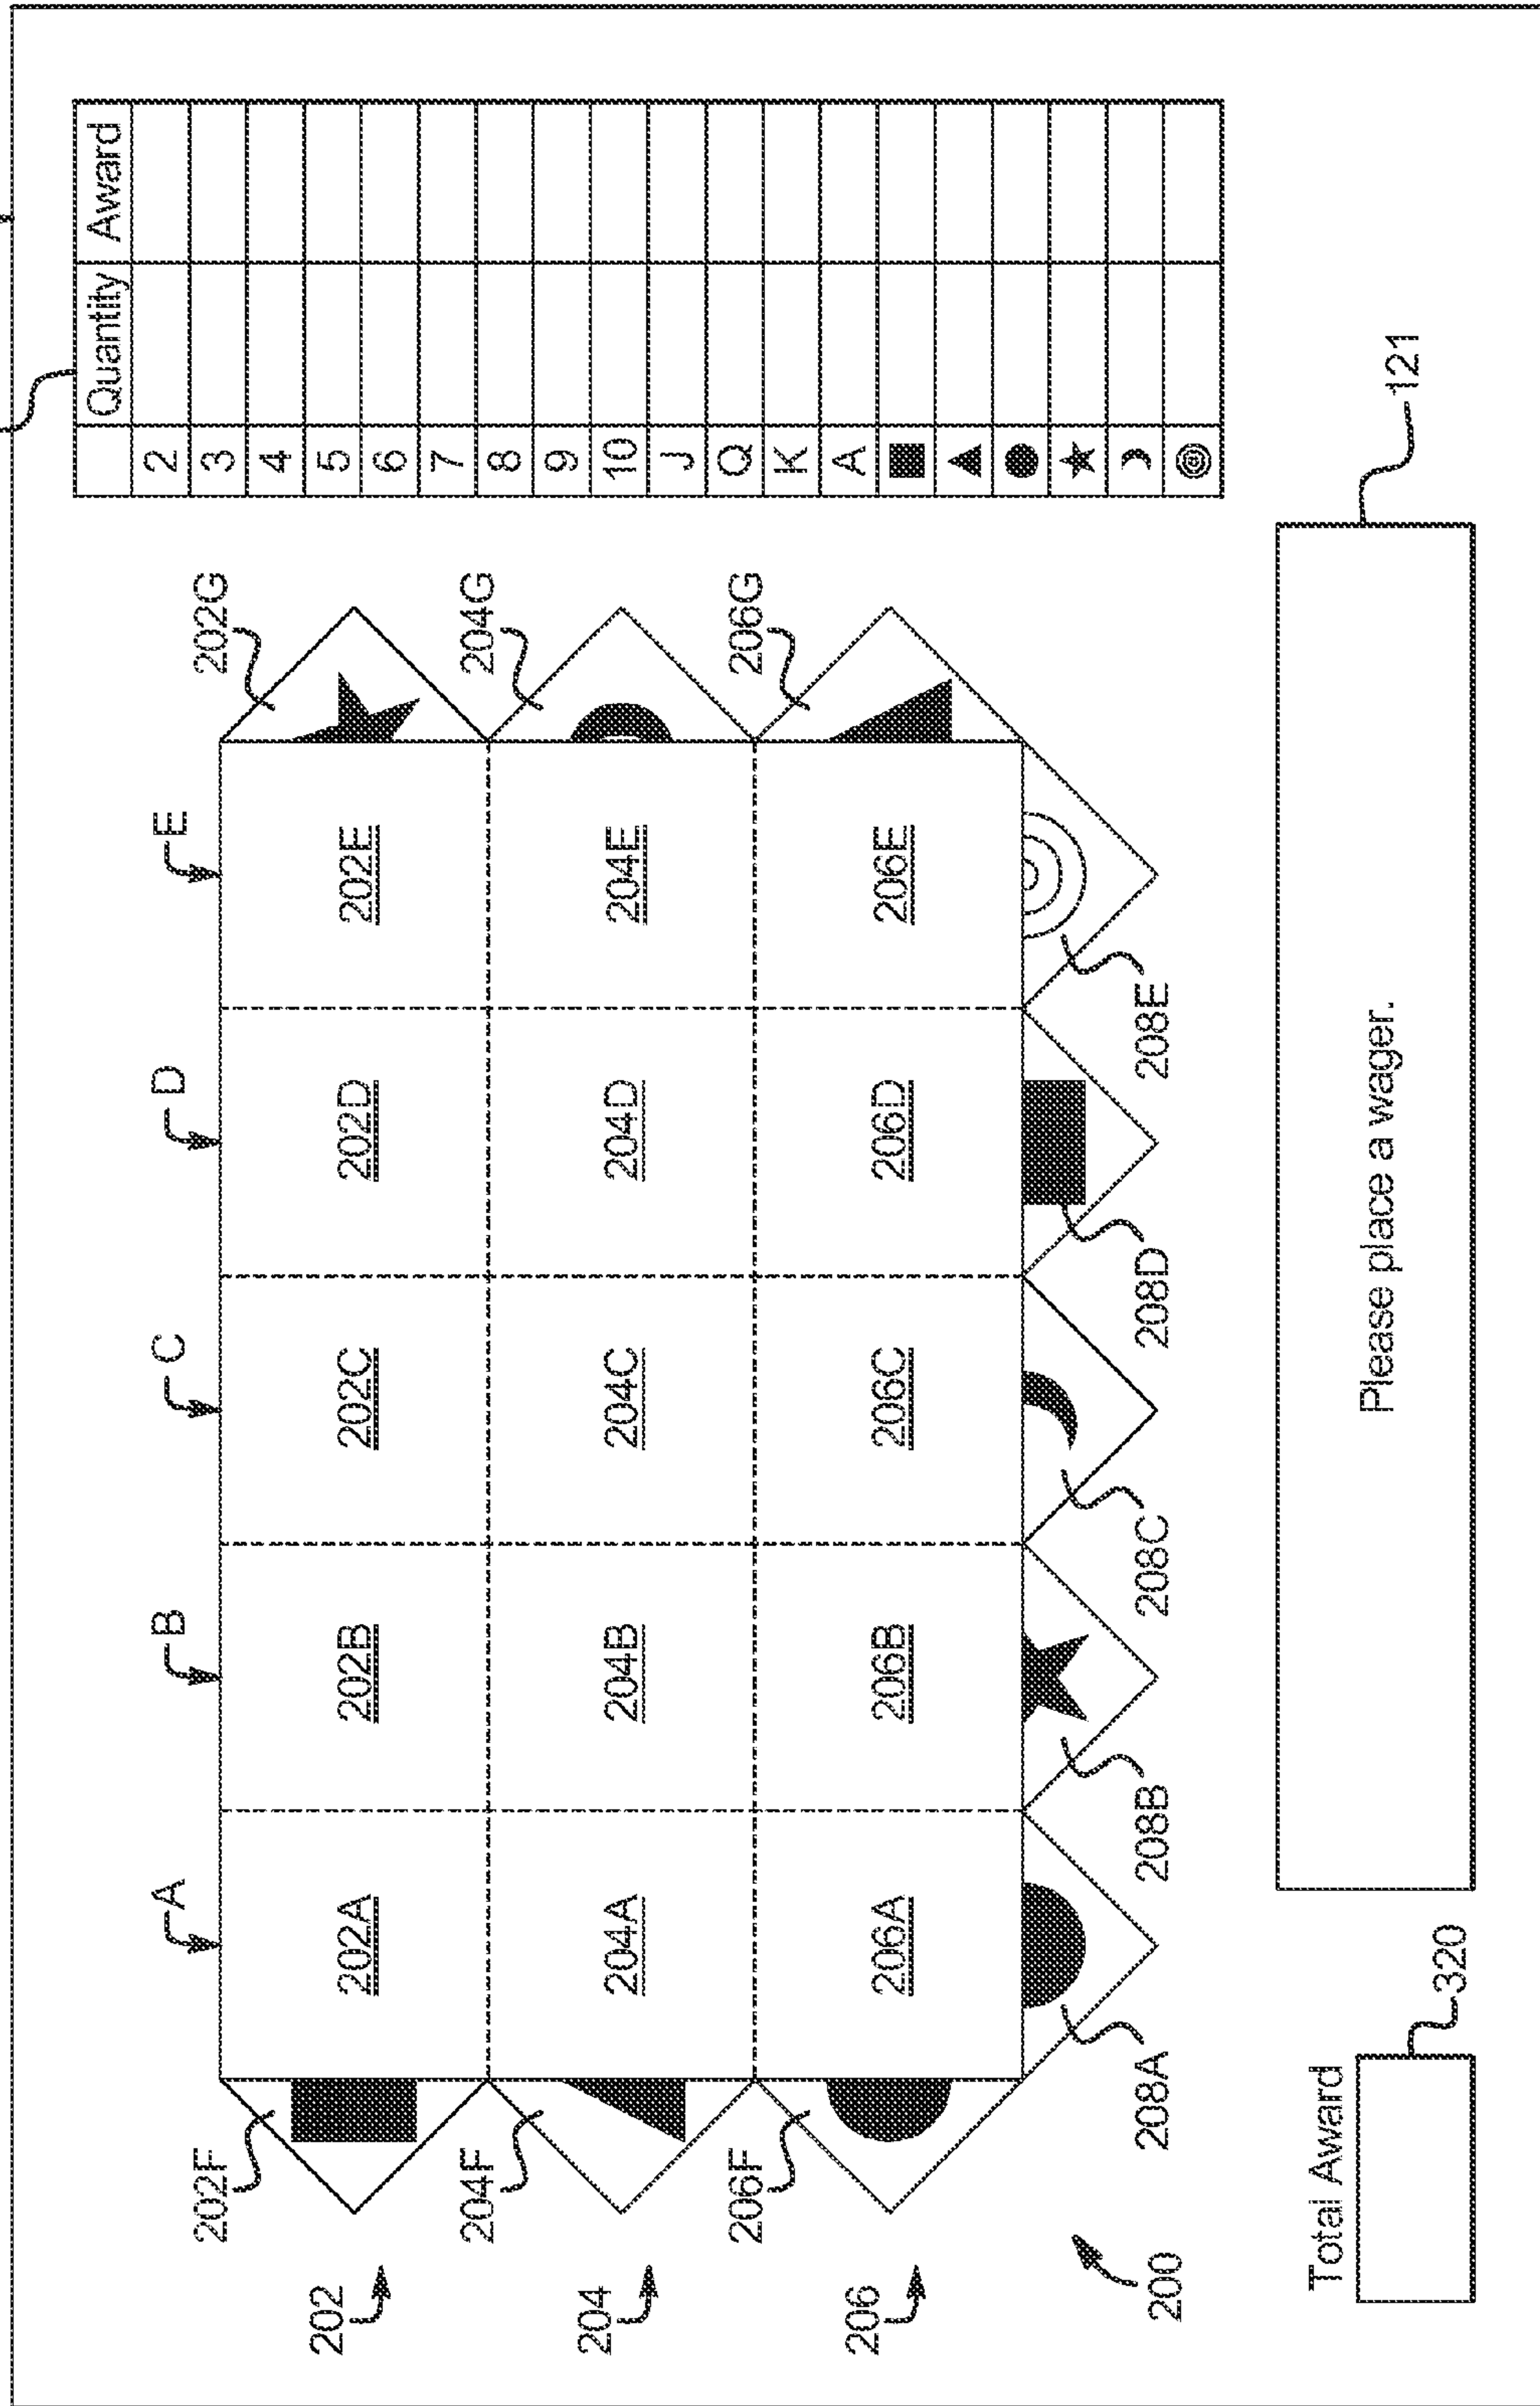 A B C D E
202F 202G
202 202A 202B 202C 202D 202E
204F 204G
204 204A 204B 204C 204D 204E
206F 206G
206 206A 206B 206C 206D 206E
208A 208B 208C 208D 208E
200
Quantity Award
2
3
4
5
6
7
8
9
10
J
Q
K
A
Total Award
320
Please place a wager.
121